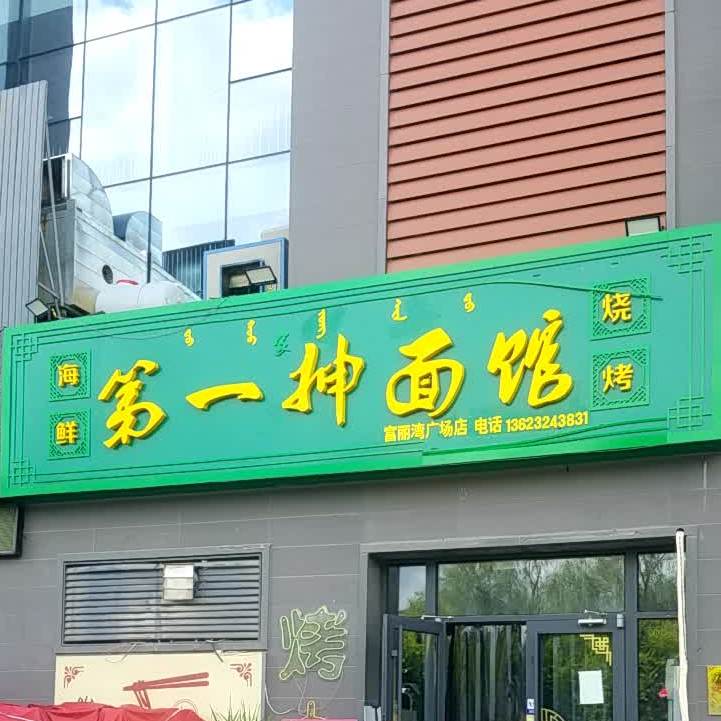 海鲜
第一抻面馆
烧烤
富丽湾广场店 电话 13623243831
烤